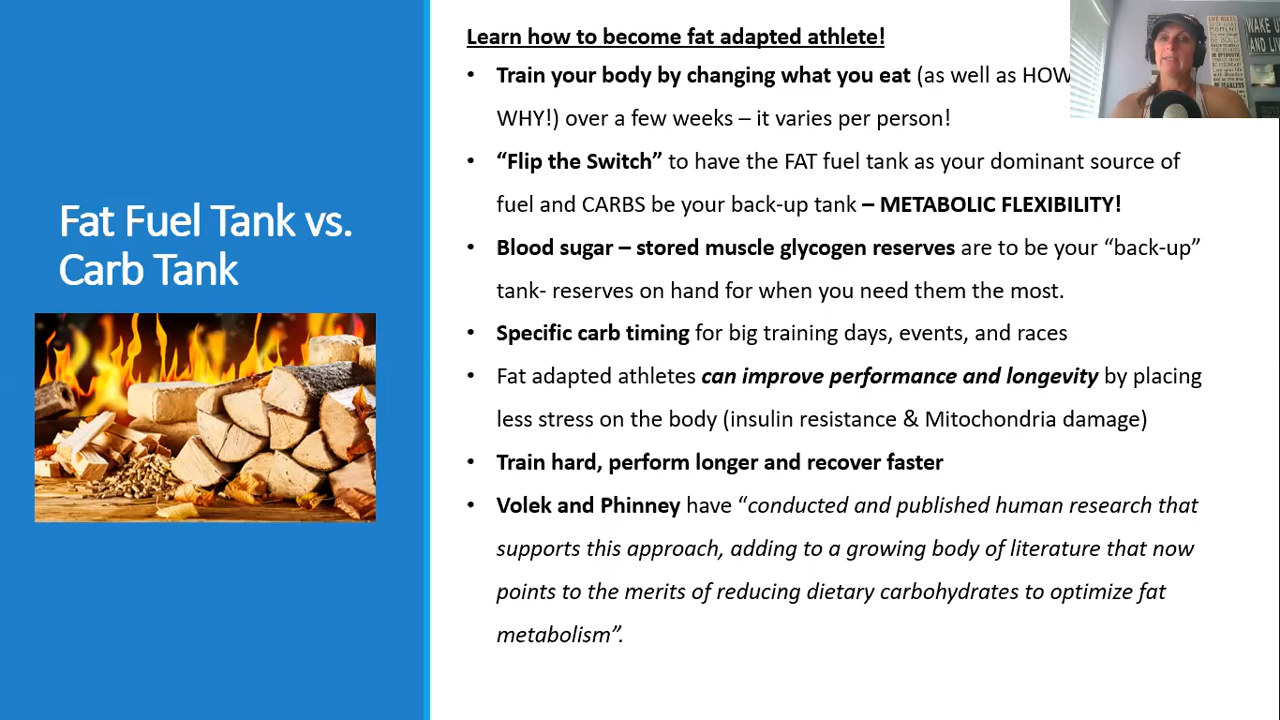 Fat Fuel Tank vs.
Carb Tank
Learn how to become fat adapted athlete!
• Train your body by changing what you eat (as well as HOW
WHY!) over a few weeks – it varies per person!
• “Flip the Switch” to have the FAT fuel tank as your dominant source of
fuel and CARBS be your back-up tank – METABOLIC FLEXIBILITY!
• Blood sugar – stored muscle glycogen reserves are to be your “back-up”
tank- reserves on hand for when you need them the most.
• Specific carb timing for big training days, events, and races
• Fat adapted athletes can improve performance and longevity by placing
less stress on the body (insulin resistance & Mitochondria damage)
• Train hard, perform longer and recover faster
• Volek and Phinney have “conducted and published human research that
supports this approach, adding to a growing body of literature that now
points to the merits of reducing dietary carbohydrates to optimize fat
metabolism”.
WAKE U
AND LIV